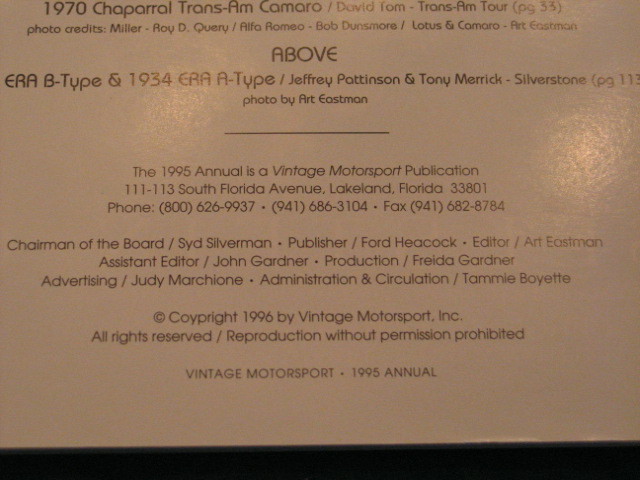 1970 Chaparral Trans-Am Camaro / David Tom - Trans-Am Tour (pg 33)
photo credits: Miller - Roy D. Query / Alfa Romeo - Bob Dunsmore / Lotus & Camaro - Art Eastman
ABOVE
ERA B-Type & 1934 ERA A-Type / Jeffrey Pattinson & Tony Merrick - Silverstone (pg 113
photo by Art Eastman
The 1995 Annual is a Vintage Motorsport Publication
111-113 South Florida Avenue, Lakeland, Florida 33801
Phone: (800) 626-9937 • (941) 686-3104 • Fax (941) 682-8784
Chairman of the Board / Syd Silverman • Publisher / Ford Heacock • Editor / Art Eastman
Assistant Editor / John Gardner • Production / Freida Gardner
Advertising / Judy Marchione • Administration & Circulation / Tammie Boyette
© Coypright 1996 by Vintage Motorsport, Inc.
All rights reserved / Reproduction without permission prohibited
VINTAGE MOTORSPORT • 1995 ANNUAL